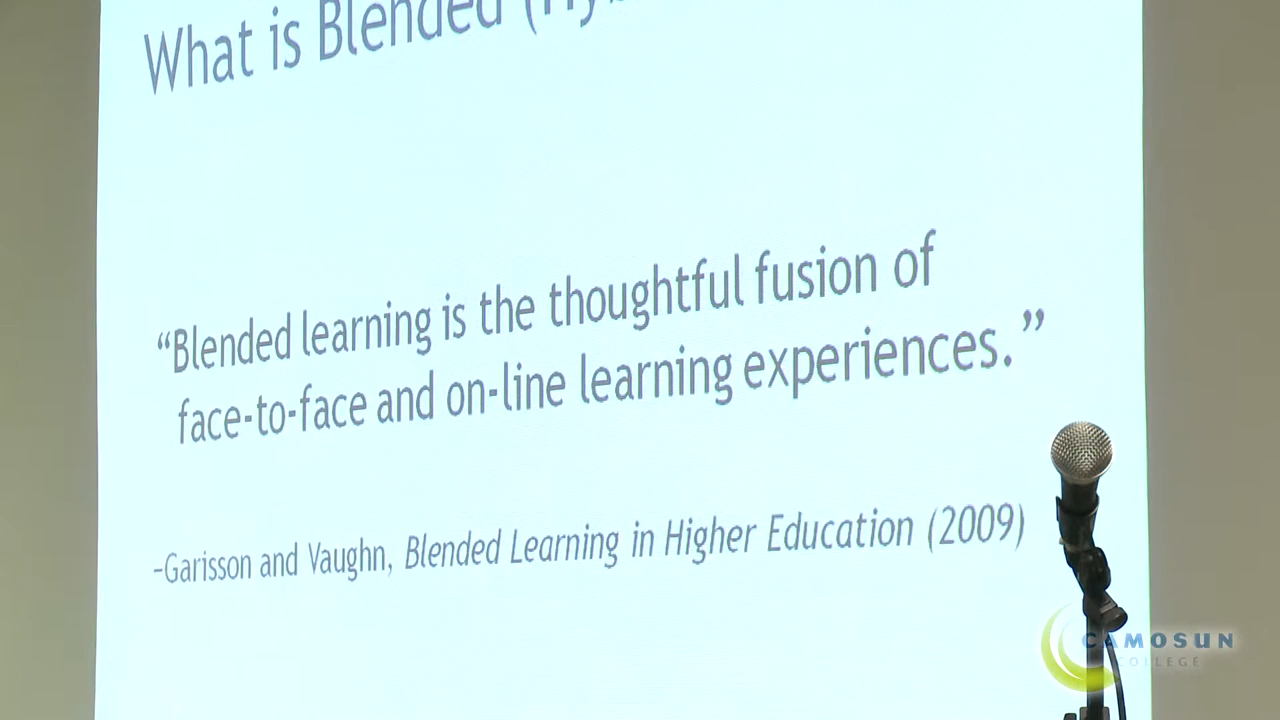 What is Blended (Hy
“Blended learning is the thoughtful fusion of
face-to-face and on-line learning experiences.”
–Garisson and Vaughn, Blended Learning in Higher Education (2009)
CAMOSUN
COLLEGE